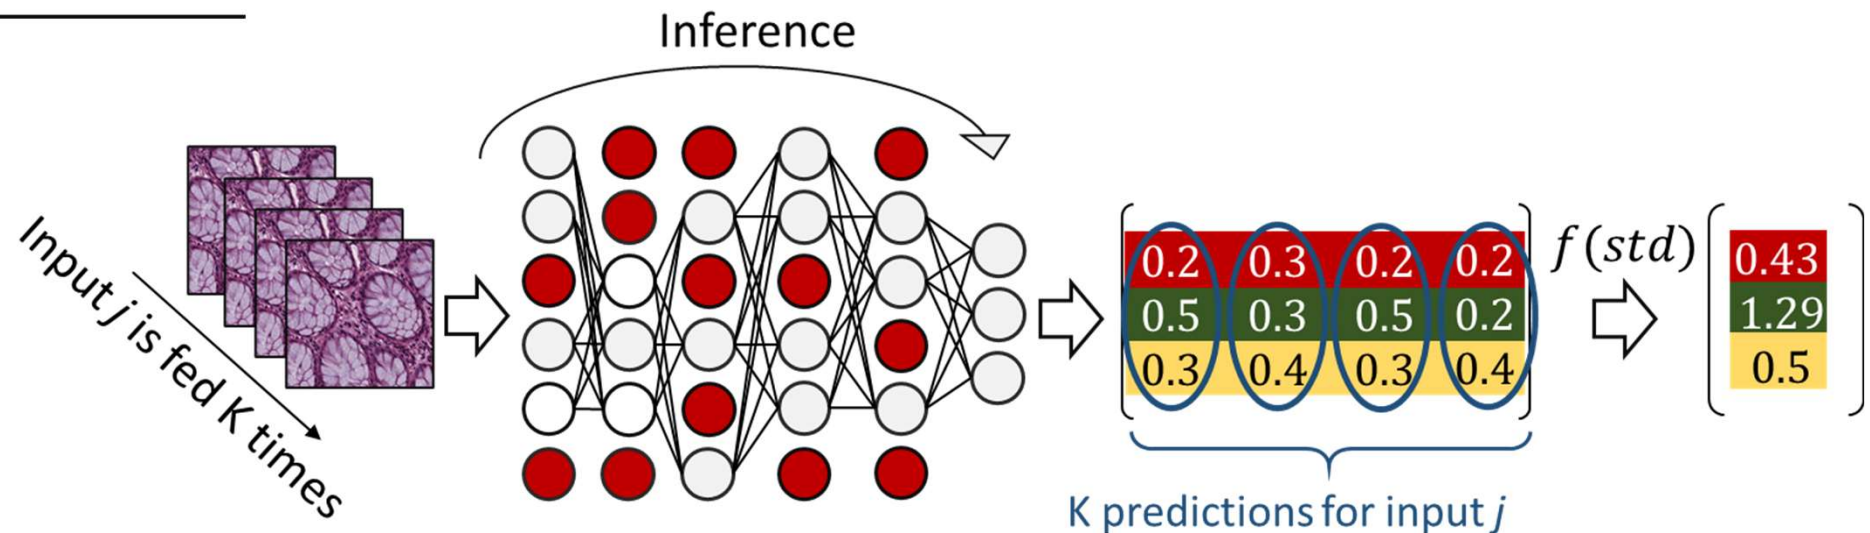 Inference
Input j is fed K times
0.2 0.3 0.2 0.2
0.5 0.3 0.5 0.2
0.3 0.4 0.3 0.4
f(std)
0.43
1.29
0.5
K predictions for input j